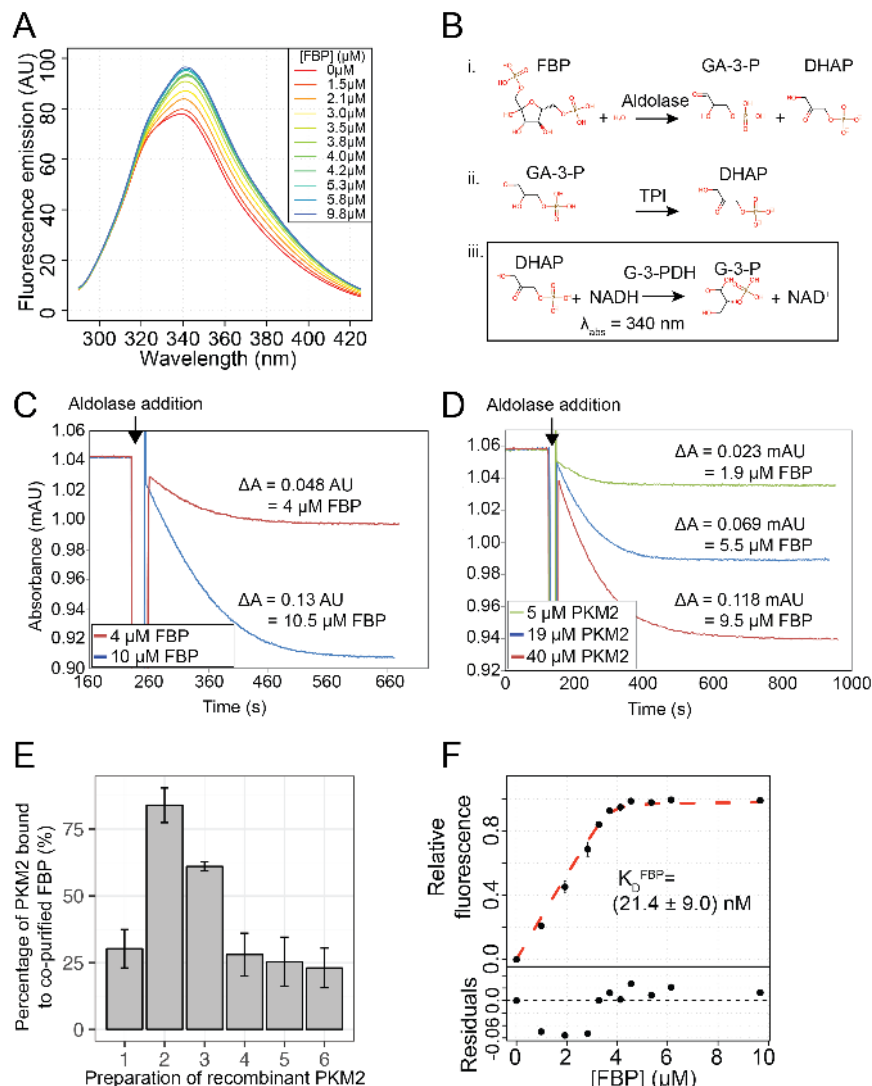 A
Fluorescence emission (AU)
100
80
60
40
20
0
300 320 340 360 380 400 420
Wavelength (nm)
[FBP] (µM)
0µM
1.5µM
2.1µM
3.0µM
3.5µM
3.8µM
4.0µM
4.2µM
5.3µM
5.8µM
9.8µM
B
i.
FBP
+ H₂O
Aldolase
GA-3-P
+
DHAP
ii.
GA-3-P
TPI
DHAP
iii.
DHAP
+ NADH
G-3-PDH
G-3-P
+ NAD⁺
λabs = 340 nm
C
Aldolase addition
Absorbance (mAU)
1.06
1.04
1.02
1.00
0.98
0.96
0.94
0.92
0.90
160 260 360 460 560 660
Time (s)
ΔA = 0.048 AU
= 4 µM FBP
ΔA = 0.13 AU
= 10.5 µM FBP
4 µM FBP
10 µM FBP
D
Aldolase addition
1.06
1.04
1.02
1.00
0.98
0.96
0.94
0.92
0 200 400 600 800 1000
Time (s)
ΔA = 0.023 mAU
= 1.9 µM FBP
ΔA = 0.069 mAU
= 5.5 µM FBP
ΔA = 0.118 mAU
= 9.5 µM FBP
5 µM PKM2
19 µM PKM2
40 µM PKM2
E
Percentage of PKM2 bound
to co-purified FBP (%)
75
50
25
0
1 2 3 4 5 6
Preparation of recombinant PKM2
F
Relative
fluorescence
0.8
0.4
0.0
K_D^FBP=
(21.4 ± 9.0) nM
Residuals
0.0
-0.06
0 2 4 6 8 10
[FBP] (µM)